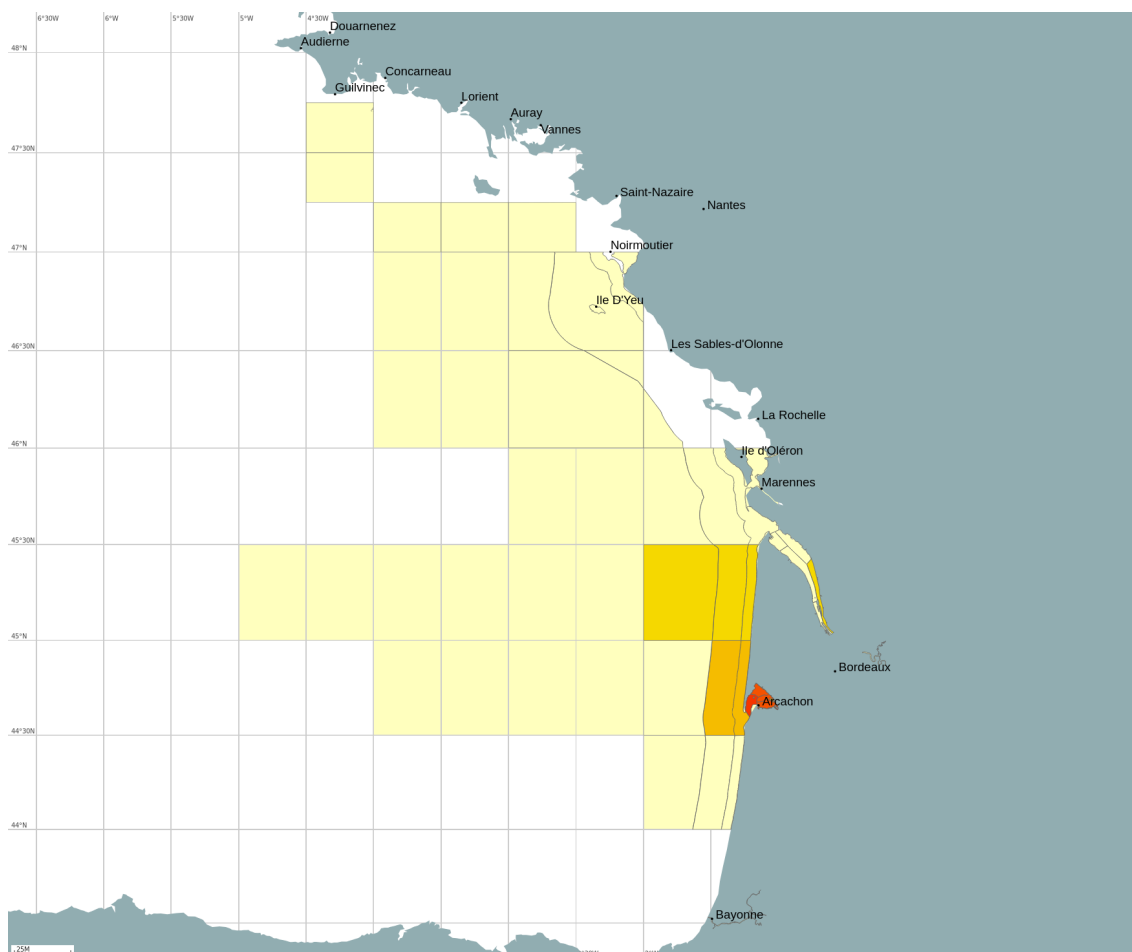 6°30W 6°W 5°30W 5°W 4°30W
Douarnenez
Audierne
48°N
Concarneau
Guilvinec
Lorient
Auray
Vannes
47°30N
Saint-Nazaire
Nantes
47°N
Noirmoutier
Ile D'Yeu
46°30N
Les Sables-d'Olonne
La Rochelle
46°N
Ile d'Oléron
Marennes
45°30N
45°N
Bordeaux
Arcachon
44°30N
44°N
Bayonne
25M